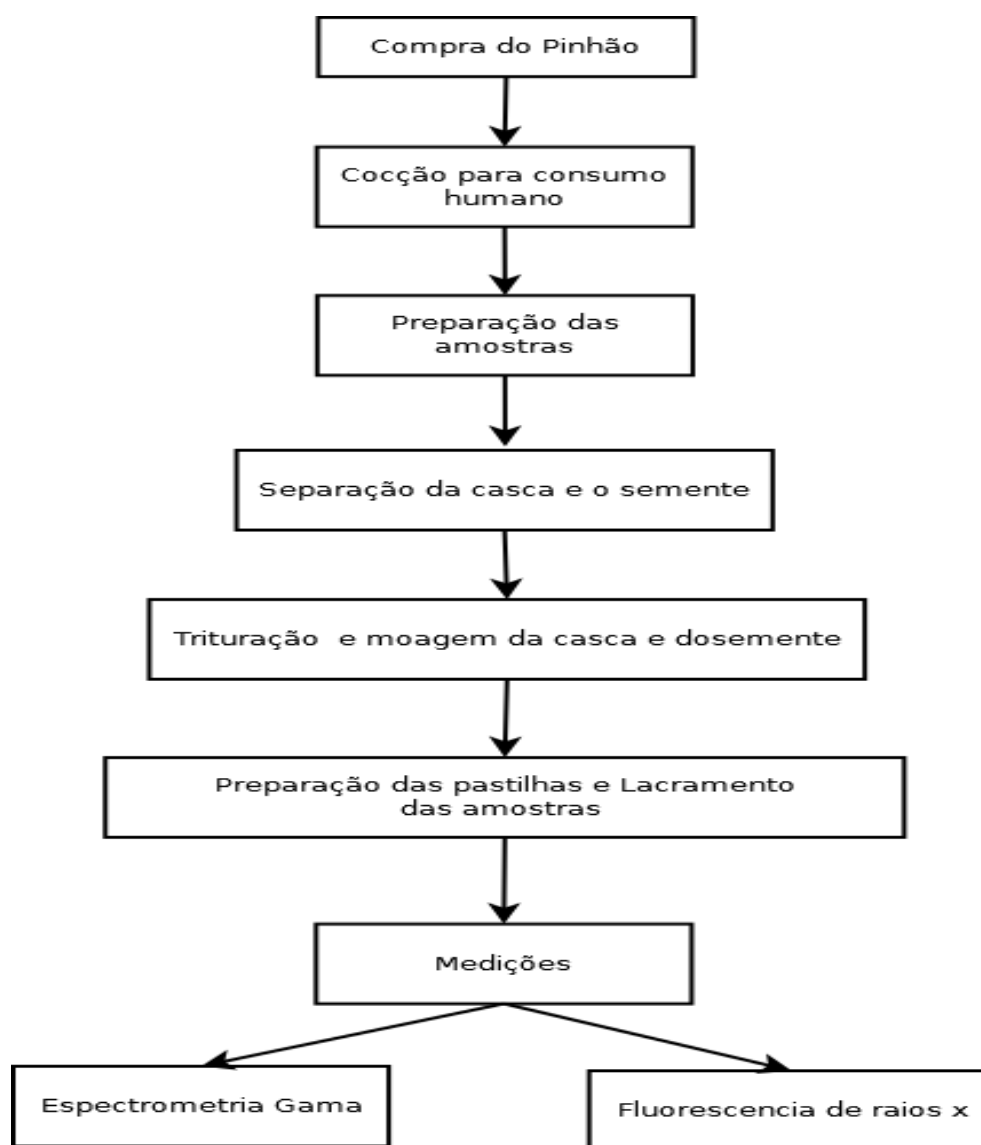 Compra do Pinhão
Cocção para consumo
humano
Preparação das
amostras
Separação da casca e o semente
Trituração e moagem da casca e dosemente
Preparação das pastilhas e Lacramento
das amostras
Medições
Espectrometria Gama
Fluorescencia de raios x